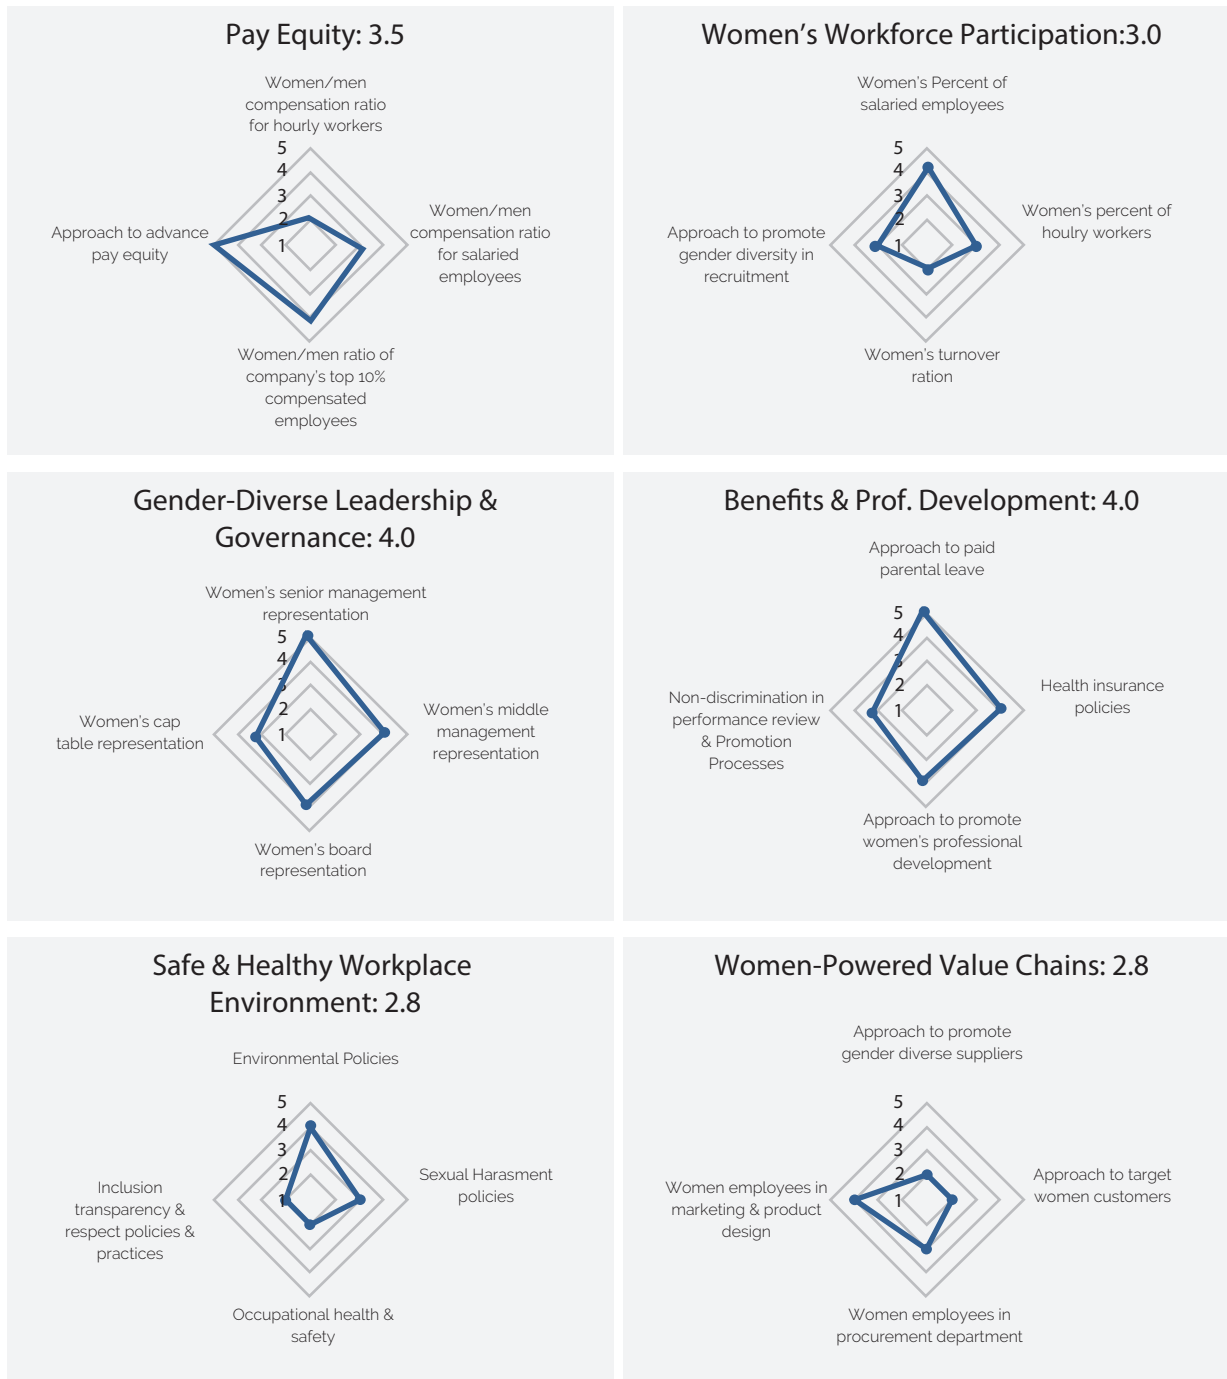 Pay Equity: 3.5
Women/men
compensation ratio
for hourly workers
5
4
3
2
1
Women/men
compensation ratio
for salaried
employees
Approach to advance
pay equity
Women/men ratio of
company's top 10%
compensated
employees
Women's Workforce Participation:3.0
Women's Percent of
salaried employees
5
4
3
2
1
Women's percent of
houlry workers
Approach to promote
gender diversity in
recruitment
Women's turnover
ration
Gender-Diverse Leadership &
Governance: 4.0
Women's senior management
representation
5
4
3
2
1
Women's middle
management
representation
Women's cap
table representation
Women's board
representation
Benefits & Prof. Development: 4.0
Approach to paid
parental leave
5
4
3
2
1
Health insurance
policies
Non-discrimination in
performance review
& Promotion
Processes
Approach to promote
women's professional
development
Safe & Healthy Workplace
Environment: 2.8
Environmental Policies
5
4
3
2
1
Sexual Harasment
policies
Inclusion
transparency &
respect policies &
practices
Occupational health &
safety
Women-Powered Value Chains: 2.8
Approach to promote
gender diverse suppliers
5
4
3
2
1
Approach to target
women customers
Women employees in
marketing & product
design
Women employees in
procurement department